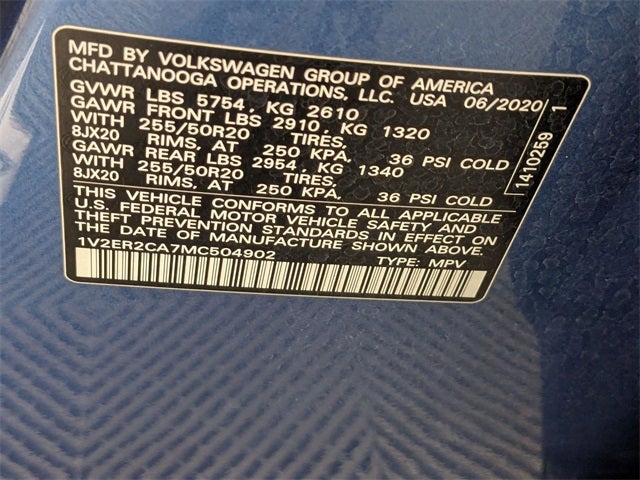 MFD BY VOLKSWAGEN GROUP OF AMERICA
CHATTANOOGA OPERATIONS, LLC. USA 06/2020
GVWR LBS 5754, KG 2610
GAWR FRONT LBS 2910, KG 1320
WITH 255/50R20 TIRES,
8JX20 RIMS, AT 250 KPA, 36 PSI COLD
GAWR REAR LBS 2954, KG 1340
WITH 255/50R20 TIRES,
8JX20 RIMS, AT 250 KPA, 36 PSI COLD
THIS VEHICLE CONFORMS TO ALL APPLICABLE
U.S. FEDERAL MOTOR VEHICLE SAFETY AND
THEFT PREVENTION STANDARDS IN EFFECT ON THE
DATE OF MANUFACTURE SHOWN ABOVE.
1V2ER2CA7MC504902 TYPE: MPV
1410259 1